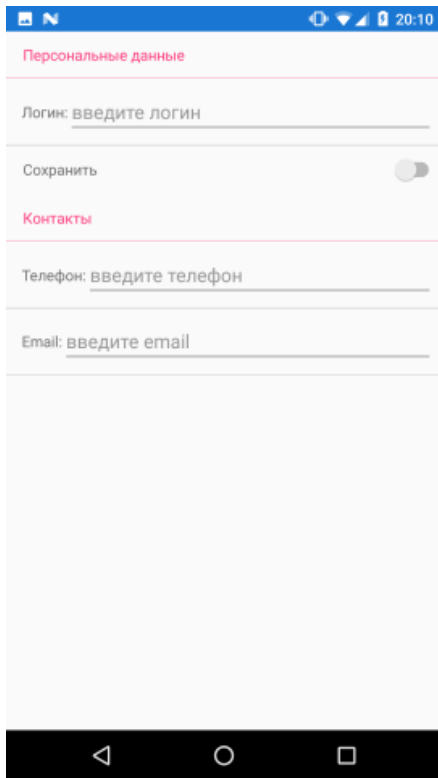 20:10
Персональные данные
Логин: введите логин
Сохранить
Контакты
Телефон: введите телефон
Email: введите email